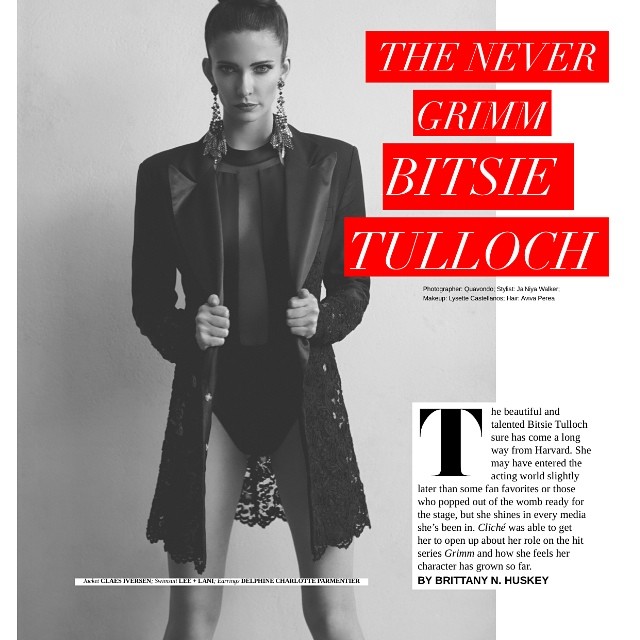 THE NEVER
GRIMM
BITSIE
TULLOCH
Photographer: Quavondo; Stylist: Ja'Niya Walker;
Makeup: Lysette Castellanos; Hair: Aviva Perea
The beautiful and
talented Bitsie Tulloch
sure has come a long
way from Harvard. She
may have entered the
acting world slightly
later than some fan favorites or those
who popped out of the womb ready for
the stage, but she shines in every media
she's been in. Cliché was able to get
her to open up about her role on the hit
series Grimm and how she feels her
character has grown so far.
BY BRITTANY N. HUSKEY
Jacket CLAES IVERSEN; Swimsuit LEE + LANI; Earrings DELPHINE CHARLOTTE PARMENTIER